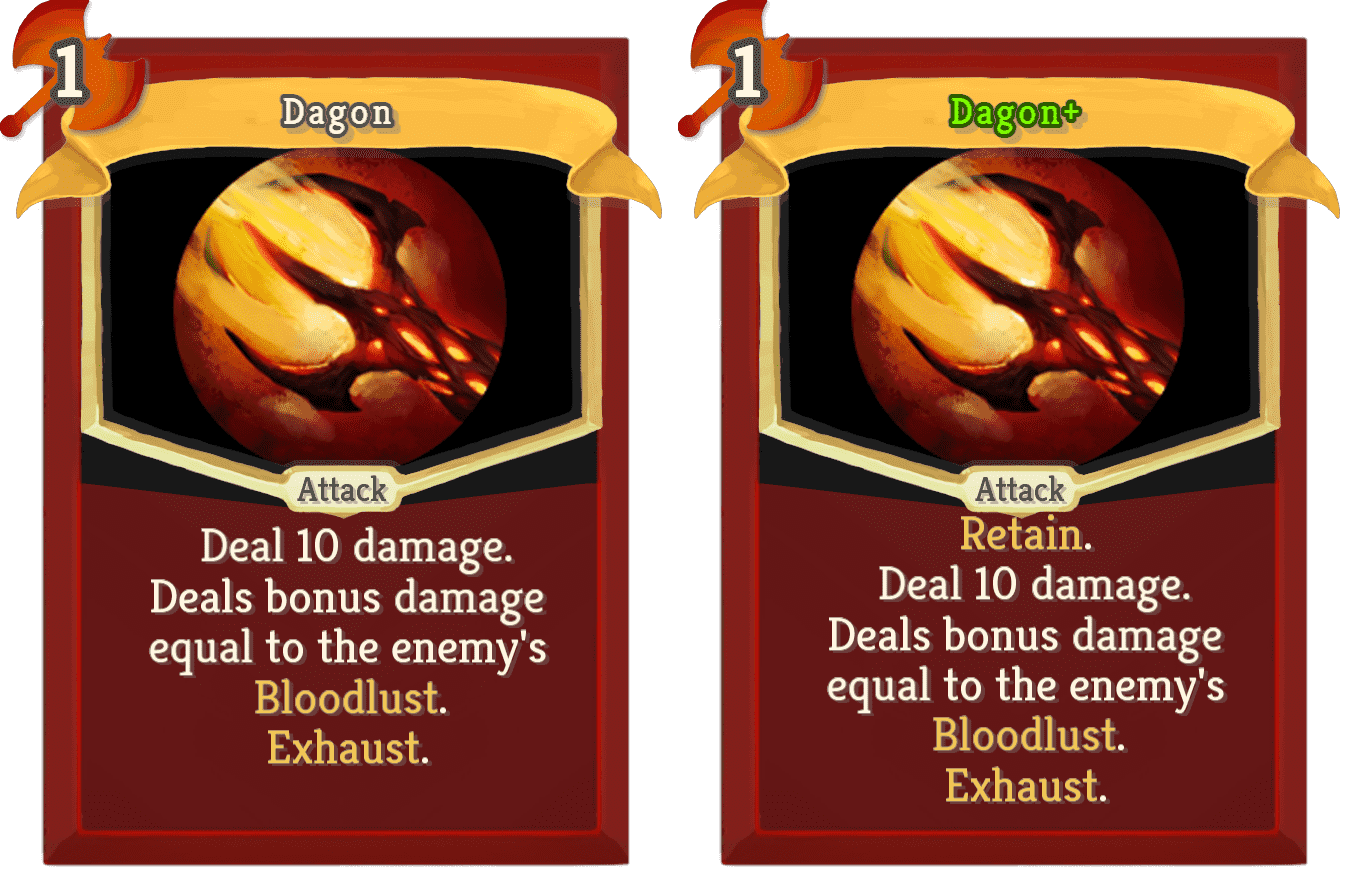 1
Dagon
Attack
Deal 10 damage.
Deals bonus damage
equal to the enemy's
Bloodlust.
Exhaust.
1
Dagon+
Attack
Retain.
Deal 10 damage.
Deals bonus damage
equal to the enemy's
Bloodlust.
Exhaust.